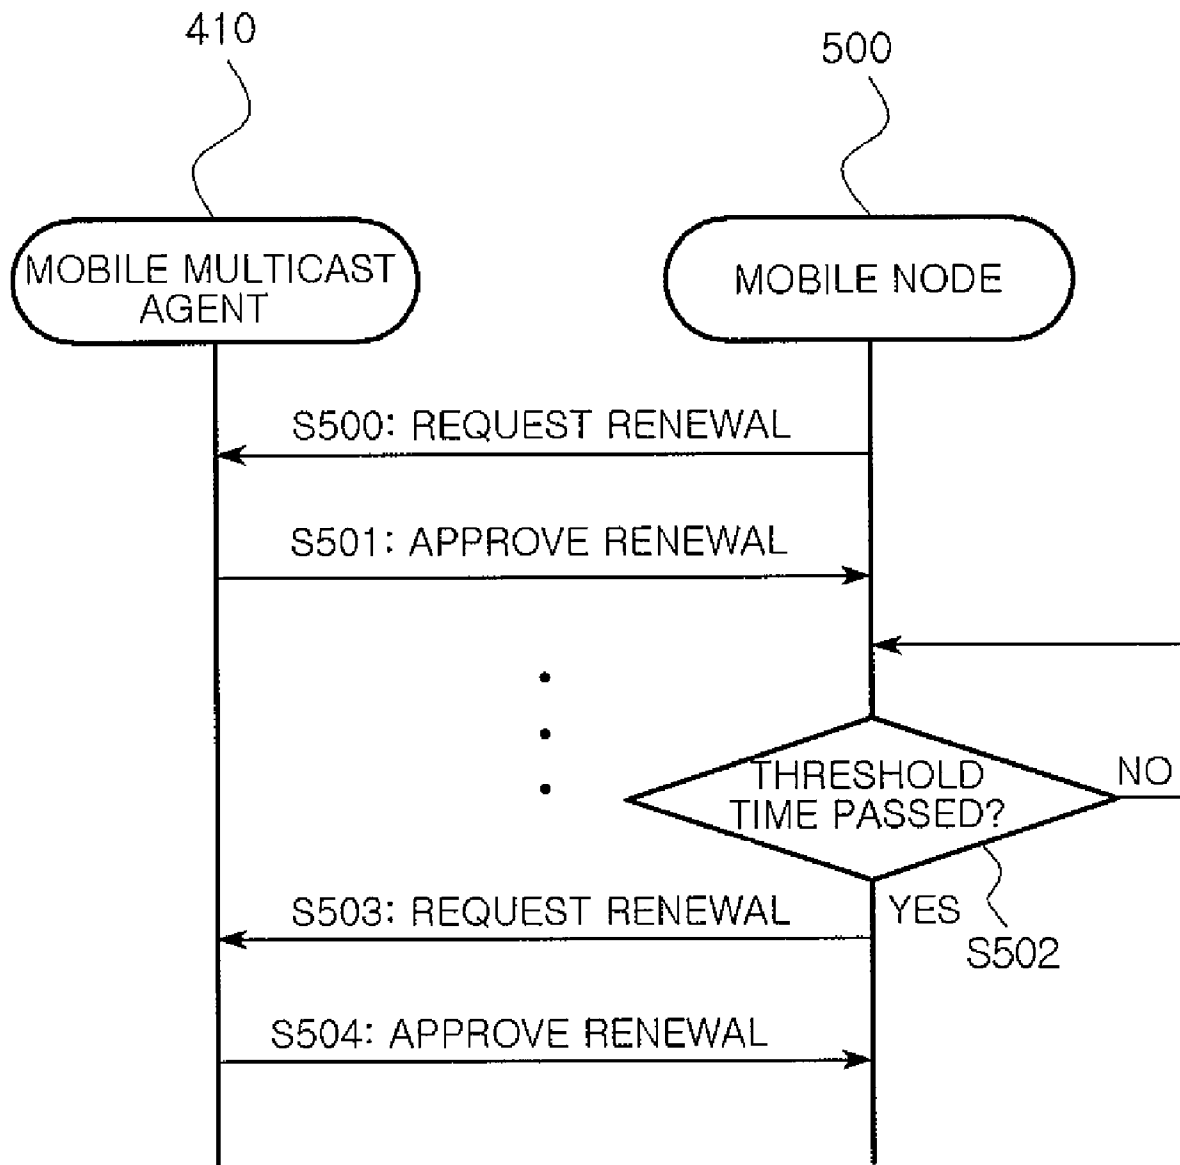 410
500
MOBILE MULTICAST
AGENT
MOBILE NODE
S500: REQUEST RENEWAL
S501: APPROVE RENEWAL
THRESHOLD
TIME PASSED?
NO
YES
S502
S503: REQUEST RENEWAL
S504: APPROVE RENEWAL